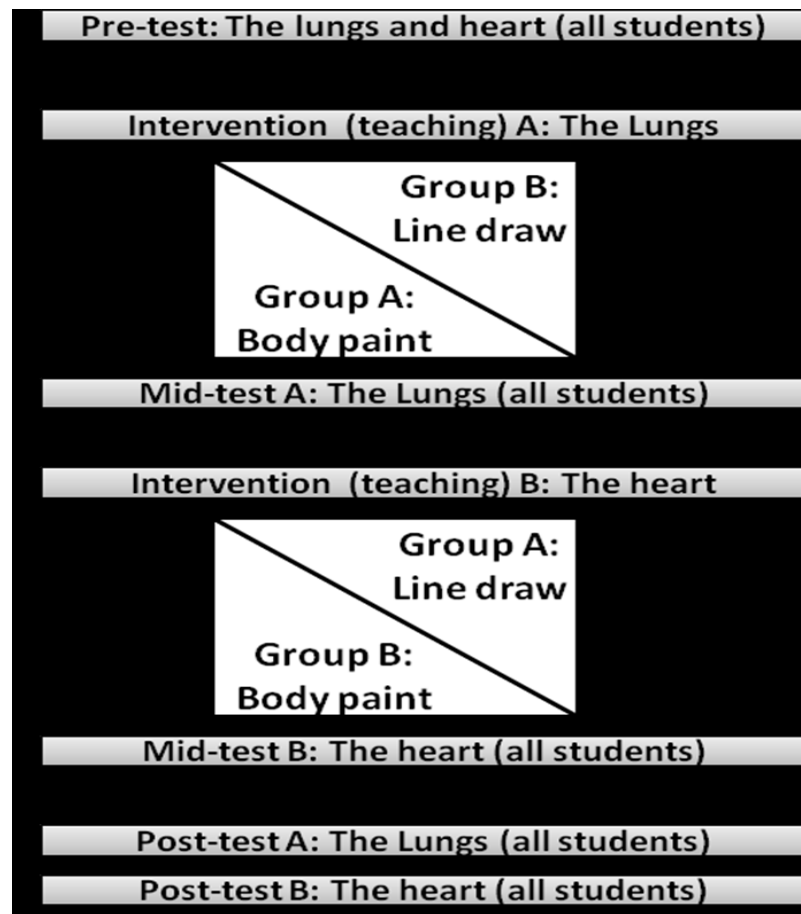 Pre-test: The lungs and heart (all students)
Intervention (teaching) A: The Lungs
Group B:
Line draw
Group A:
Body paint
Mid-test A: The Lungs (all students)
Intervention (teaching) B: The heart
Group A:
Line draw
Group B:
Body paint
Mid-test B: The heart (all students)
Post-test A: The Lungs (all students)
Post-test B: The heart (all students)